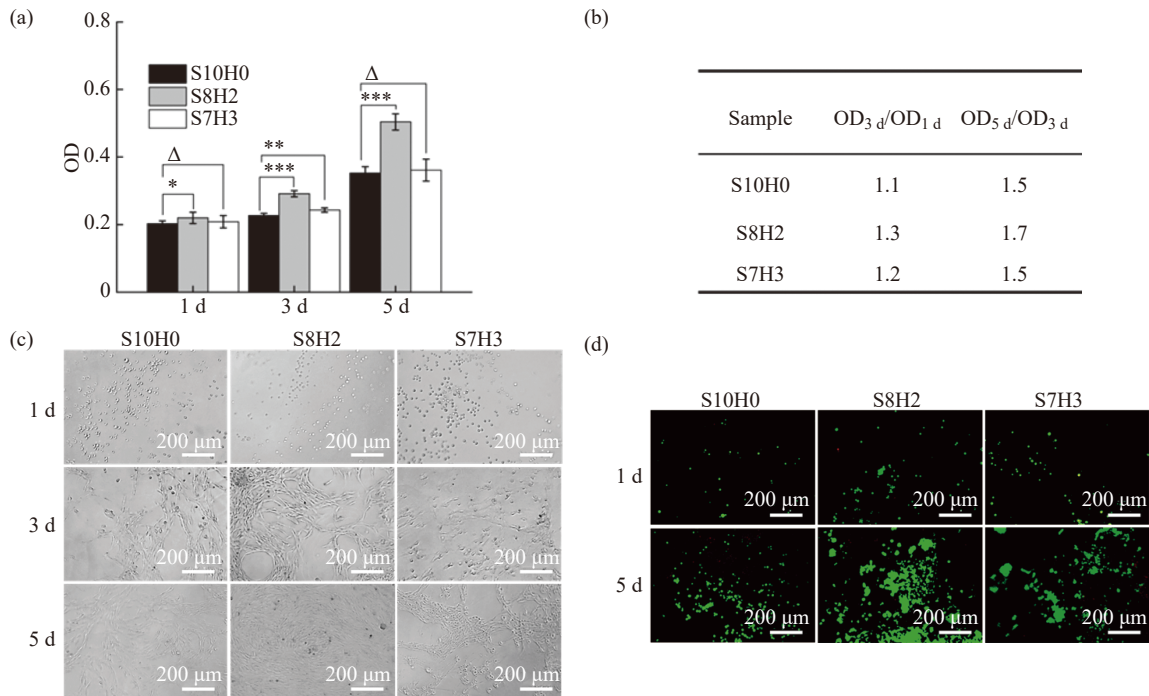 (a)
0.8
0.6
0.4
0.2
0
OD
S10H0
S8H2
S7H3
Δ
*
**
***
Δ
***
1 d 3 d 5 d
(b)
Sample OD3 d/OD1 d OD5 d/OD3 d
S10H0 1.1 1.5
S8H2 1.3 1.7
S7H3 1.2 1.5
(c)
S10H0 S8H2 S7H3
1 d
200 μm 200 μm 200 μm
3 d
200 μm 200 μm 200 μm
5 d
200 μm 200 μm 200 μm
(d)
S10H0 S8H2 S7H3
1 d
200 μm 200 μm 200 μm
5 d
200 μm 200 μm 200 μm